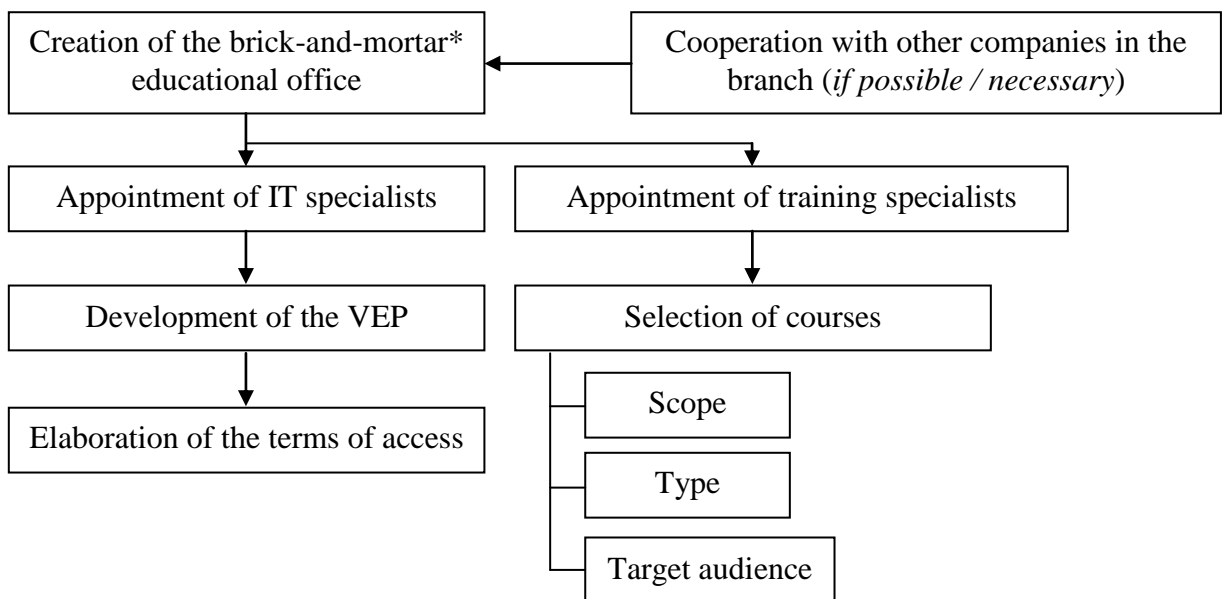 Creation of the brick-and-mortar*
educational office
Cooperation with other companies in the
branch (if possible / necessary)
Appointment of IT specialists
Appointment of training specialists
Development of the VEP
Selection of courses
Elaboration of the terms of access
Scope
Type
Target audience